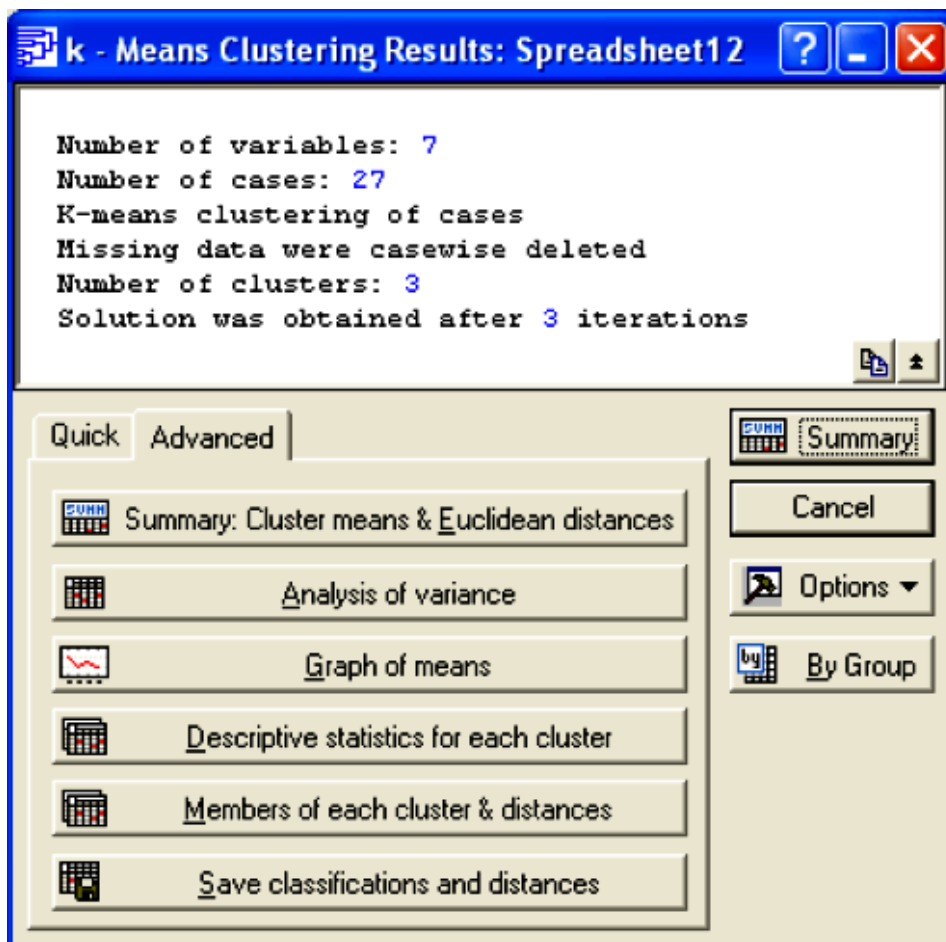 k - Means Clustering Results: Spreadsheet12
Number of variables: 7
Number of cases: 27
K-means clustering of cases
Missing data were casewise deleted
Number of clusters: 3
Solution was obtained after 3 iterations
Quick Advanced
SUMM Summary
SUMM Summary: Cluster means & Euclidean distances
Cancel
Analysis of variance
Options
Graph of means
by By Group
Descriptive statistics for each cluster
Members of each cluster & distances
Save classifications and distances